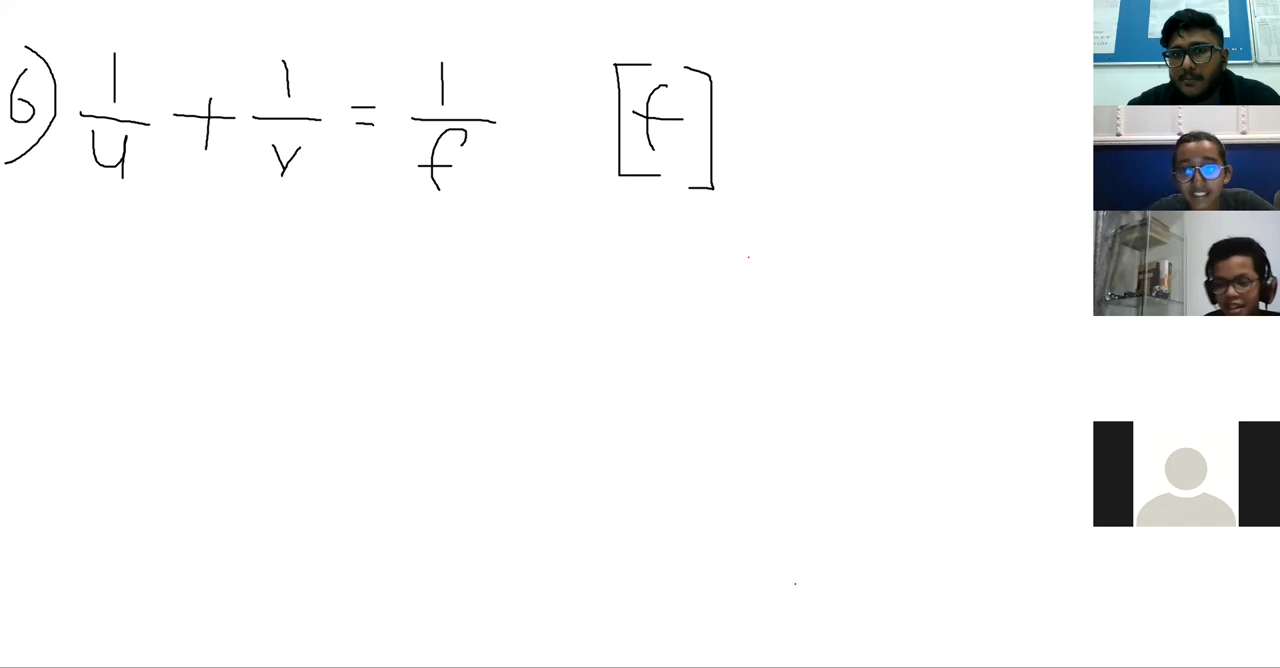 6) 1/u + 1/v = 1/f [f]